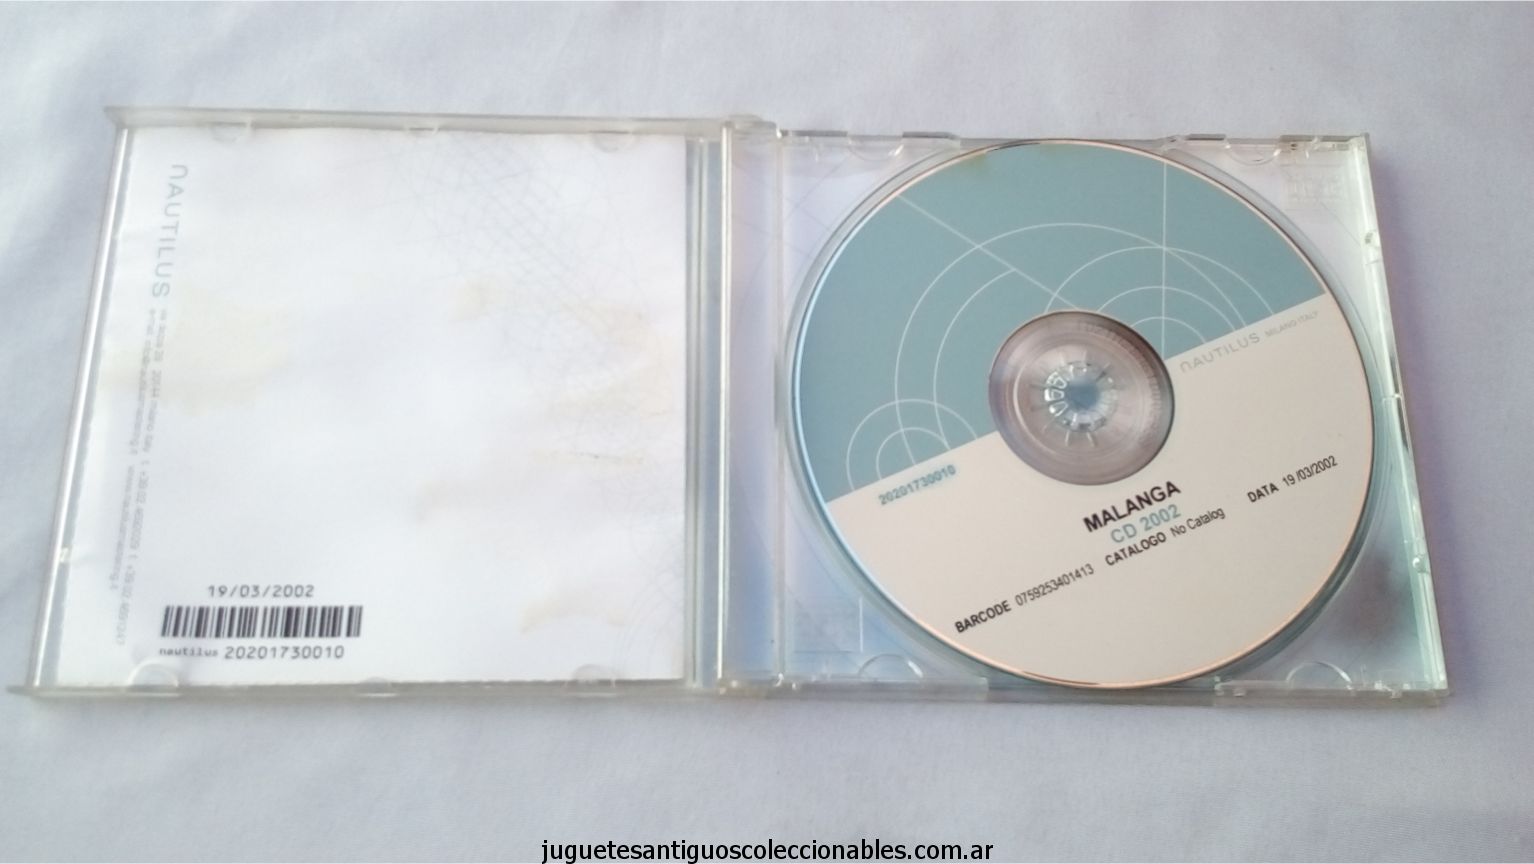 NAUTILUS
19/03/2002
nautilus 20201730010
NAUTILUS MILANO ITALY
20201730010
MALANGA
CD 2002
BARCODE 0759253401413 CATALOGO No Catalog DATA 19/03/2002
juguetesantiguoscoleccionables.com.ar